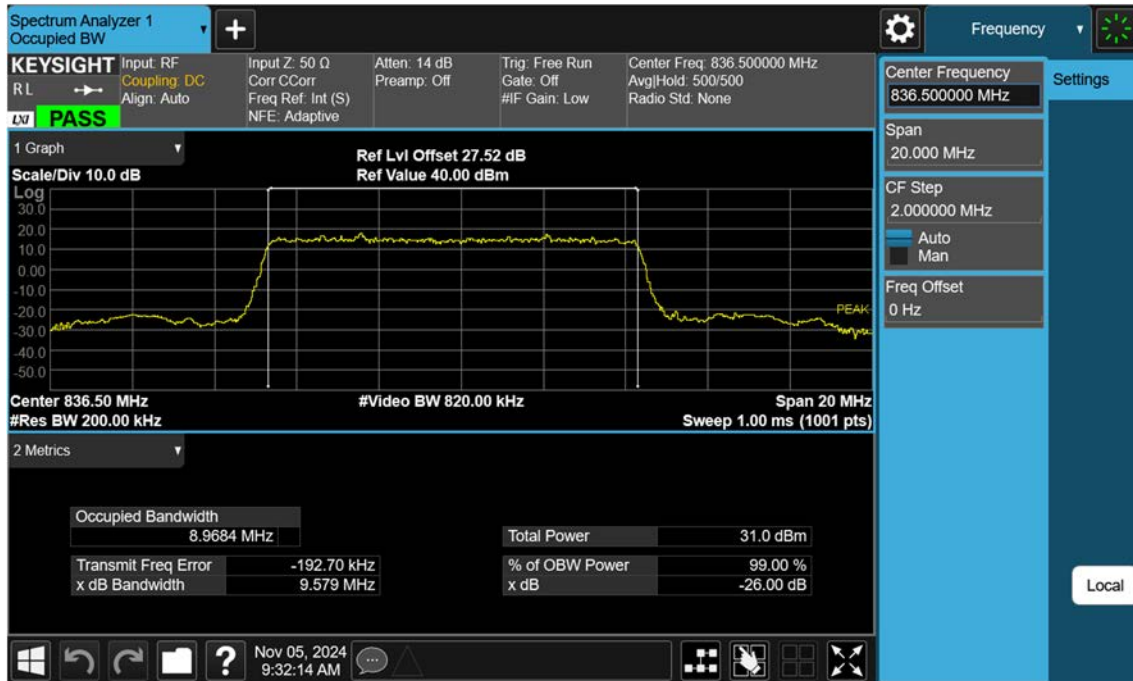 Spectrum Analyzer 1
Occupied BW
Frequency
KEYSIGHT
RL
LXI
PASS
Input: RF
Coupling: DC
Align: Auto
Input Z: 50 Ω
Corr CCorr
Freq Ref: Int (S)
NFE: Adaptive
Atten: 14 dB
Preamp: Off
Trig: Free Run
Gate: Off
#IF Gain: Low
Center Freq: 836.500000 MHz
Avg|Hold: 500/500
Radio Std: None
Center Frequency
836.500000 MHz
Settings
Span
20.000 MHz
CF Step
2.000000 MHz
Auto
Man
Freq Offset
0 Hz
Local
1 Graph
Scale/Div 10.0 dB
Ref Lvl Offset 27.52 dB
Ref Value 40.00 dBm
Log
30.0
20.0
10.0
0.00
-10.0
-20.0
-30.0
-40.0
-50.0
PEAK
Center 836.50 MHz
#Video BW 820.00 kHz
Span 20 MHz
#Res BW 200.00 kHz
Sweep 1.00 ms (1001 pts)
2 Metrics
Occupied Bandwidth
8.9684 MHz
Total Power 31.0 dBm
Transmit Freq Error -192.70 kHz
% of OBW Power 99.00 %
x dB Bandwidth 9.579 MHz
x dB -26.00 dB
?
Nov 05, 2024
9:32:14 AM